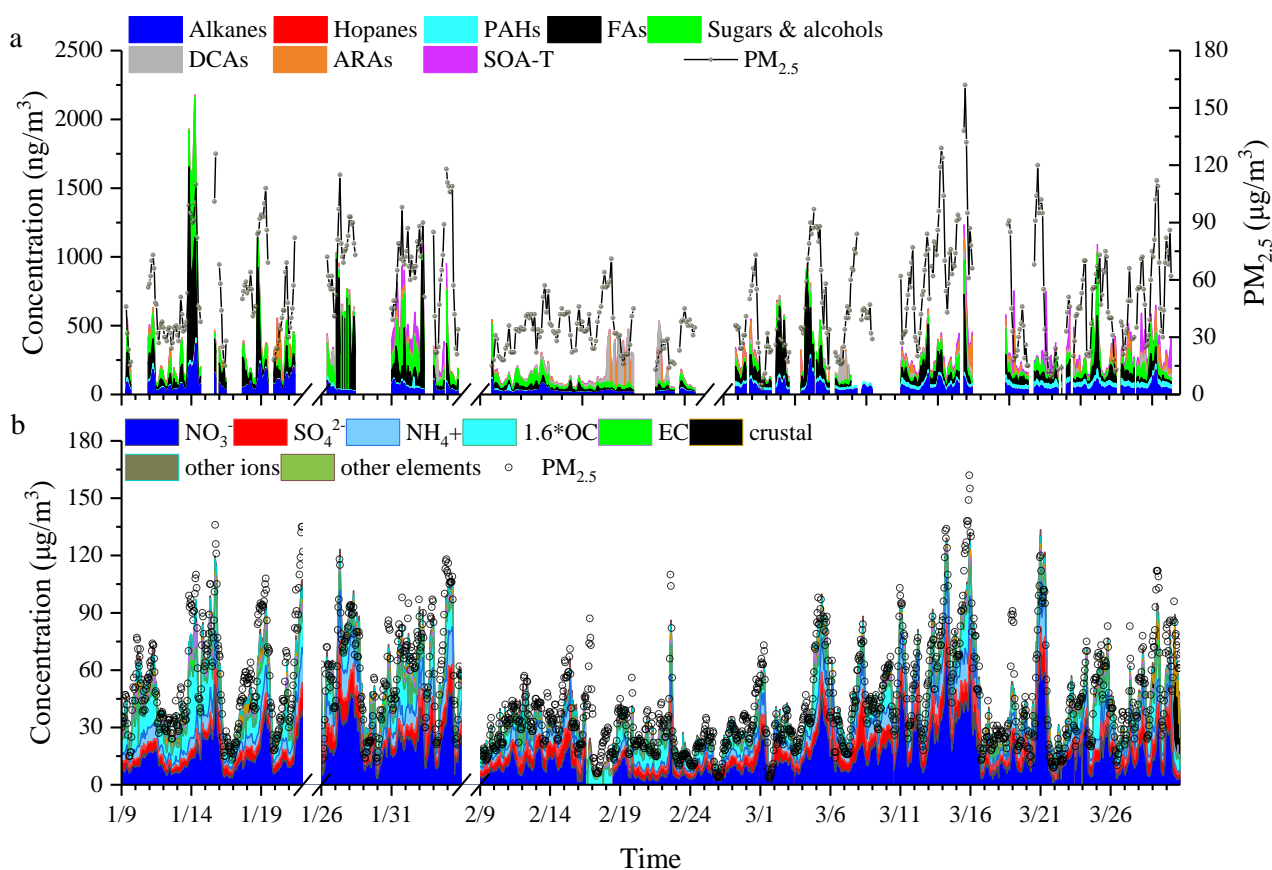 a
Alkanes Hopanes PAHs FAs Sugars & alcohols
DCAs ARAs SOA-T PM2.5
Concentration (ng/m³)
2500
2000
1500
1000
500
0
PM2.5 (μg/m³)
180
150
120
90
60
30
0
b
NO3- SO42- NH4+ 1.6*OC EC crustal
other ions other elements PM2.5
Concentration (μg/m³)
180
150
120
90
60
30
0
1/9 1/14 1/19 1/26 1/31 2/9 2/14 2/19 2/24 3/1 3/6 3/11 3/16 3/21 3/26
Time